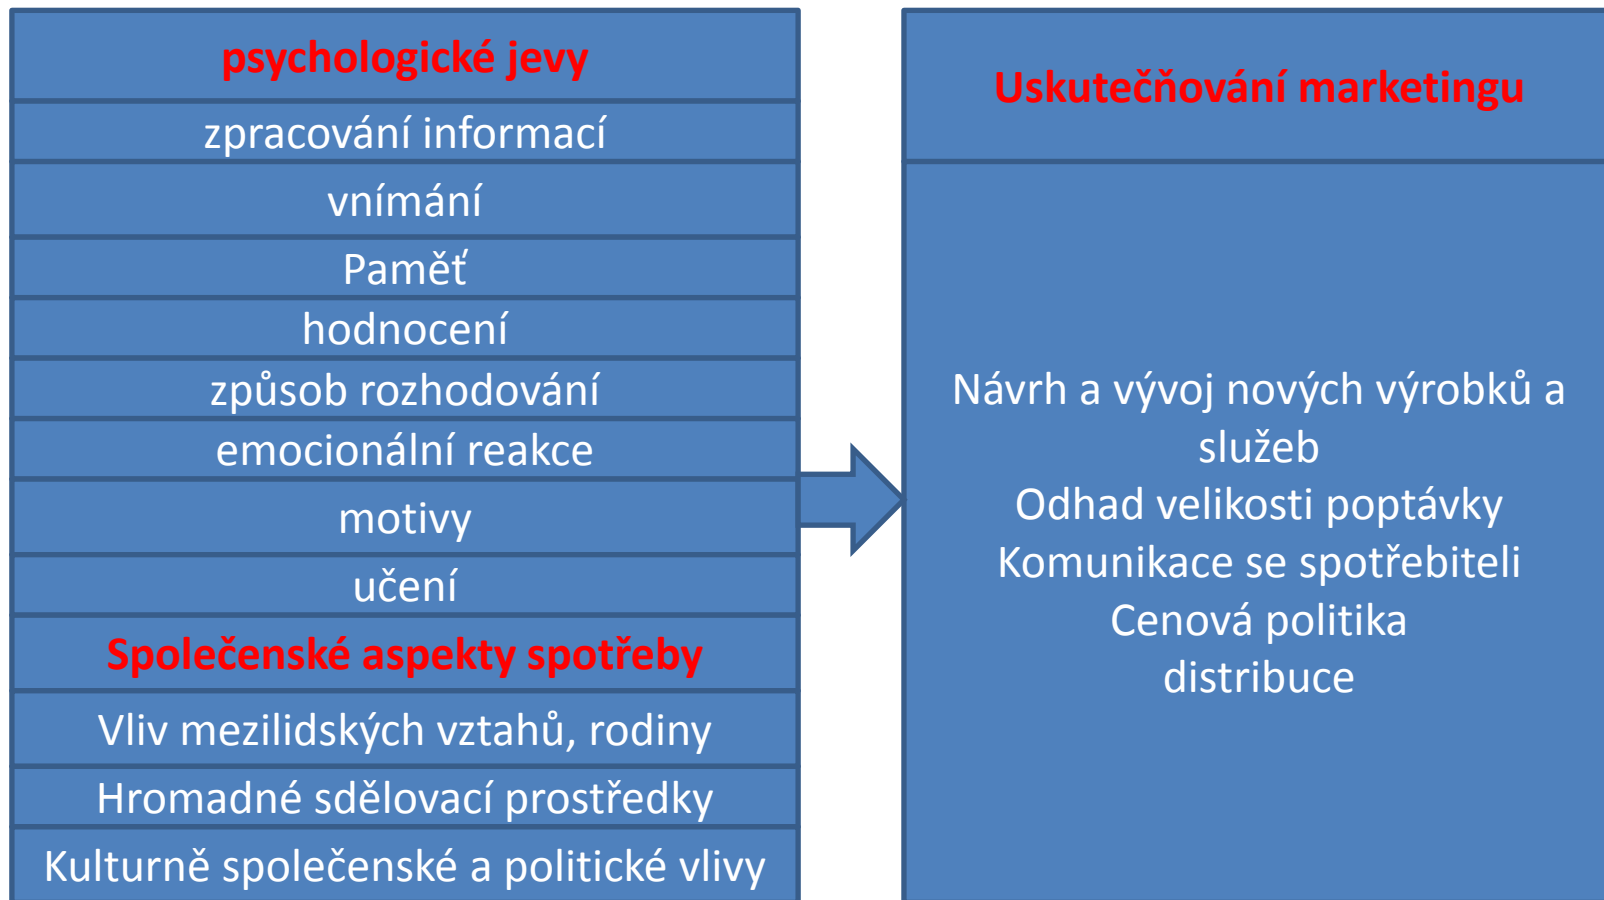 psychologické jevy
zpracování informací
vnímání
Paměť
hodnocení
způsob rozhodování
emocionální reakce
motivy
učení
Společenské aspekty spotřeby
Vliv mezilidských vztahů, rodiny
Hromadné sdělovací prostředky
Kulturně společenské a politické vlivy
Uskutečňování marketingu
Návrh a vývoj nových výrobků a
služeb
Odhad velikosti poptávky
Komunikace se spotřebiteli
Cenová politika
distribuce